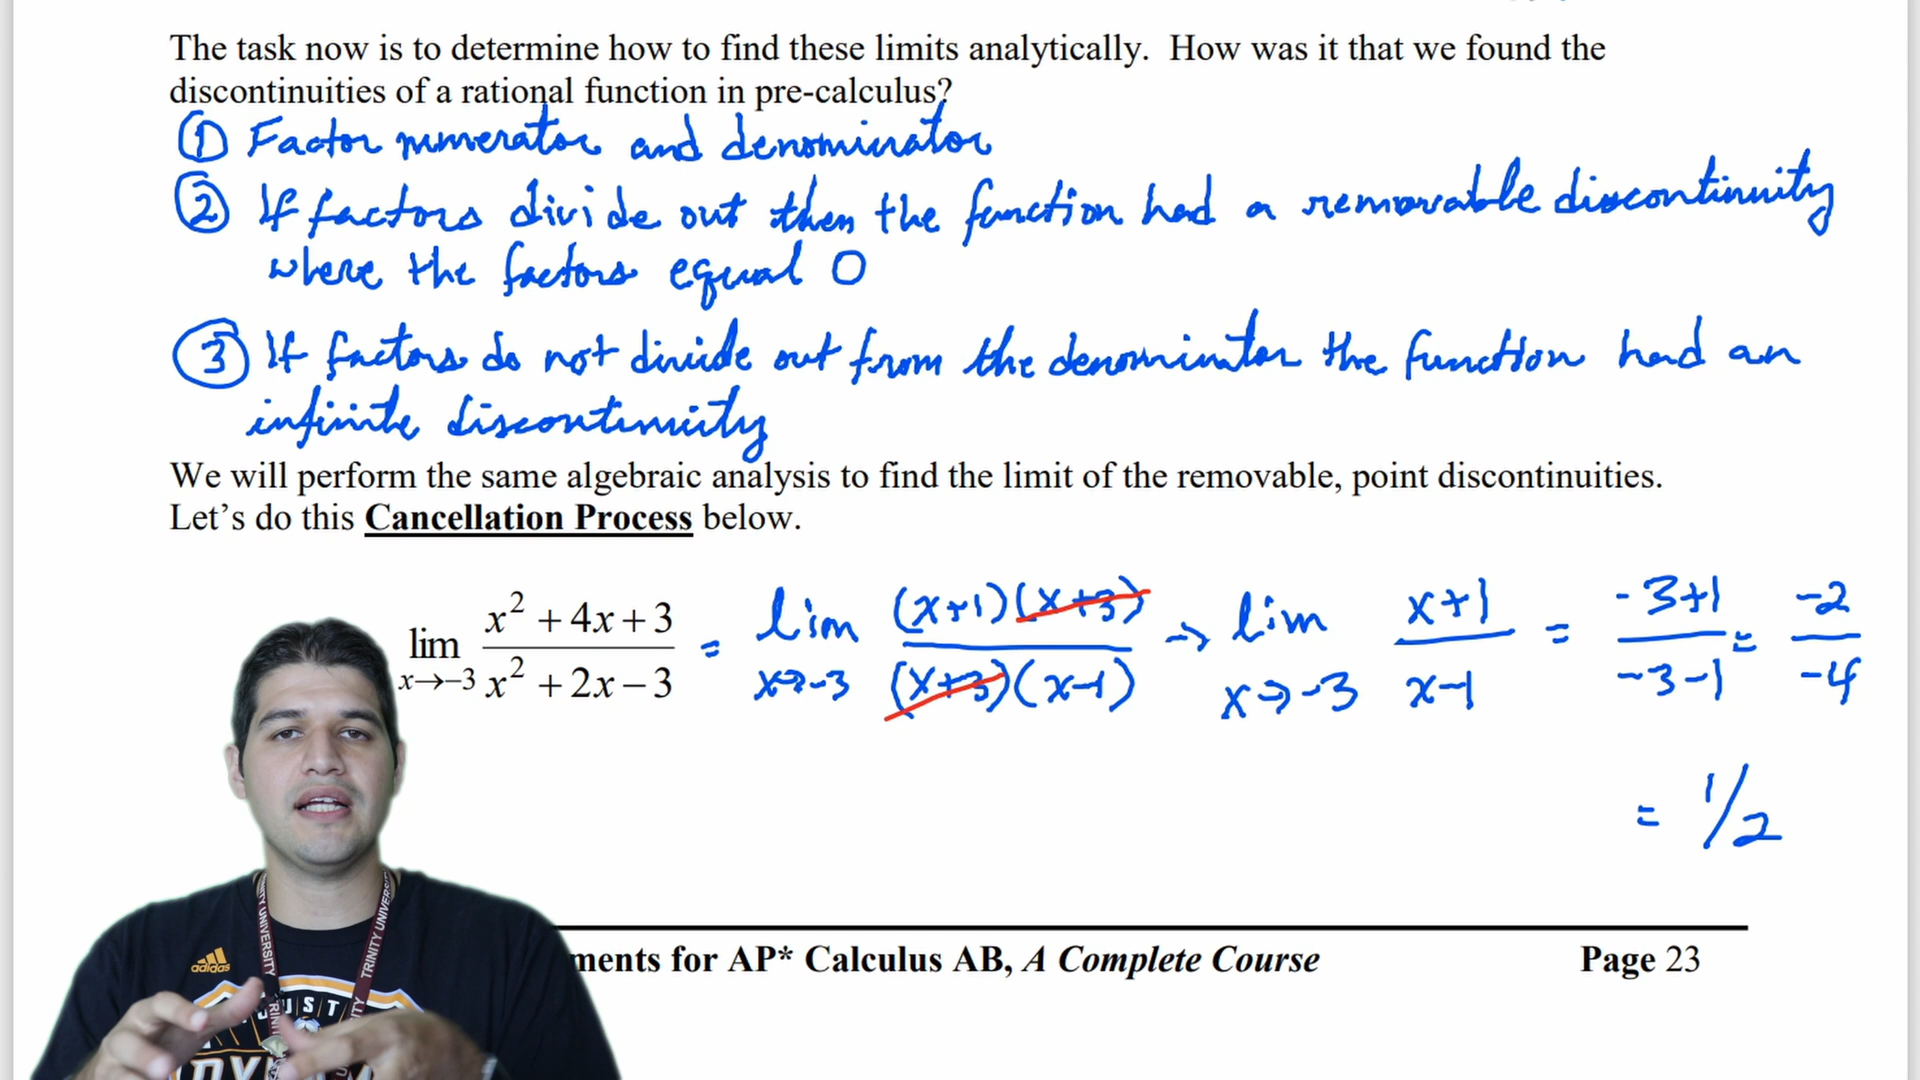 The task now is to determine how to find these limits analytically. How was it that we found the
discontinuities of a rational function in pre-calculus?
① Factor numerator and denominator
② If factors divide out then the function had a removable discontinuity
where the factors equal 0
③ If factors do not divide out from the denominator the function had an
infinite discontinuity
We will perform the same algebraic analysis to find the limit of the removable, point discontinuities.
Let's do this Cancellation Process below.
lim x→-3 (x² + 4x + 3)/(x² + 2x − 3) = lim x→-3 ((x+1)(x+3))/((x+3)(x-1)) → lim x→-3 (x+1)/(x-1) = (-3+1)/(-3-1) = -2/-4
= 1/2
ments for AP* Calculus AB, A Complete Course Page 23
adidas
TRINITY UNIVERSITY